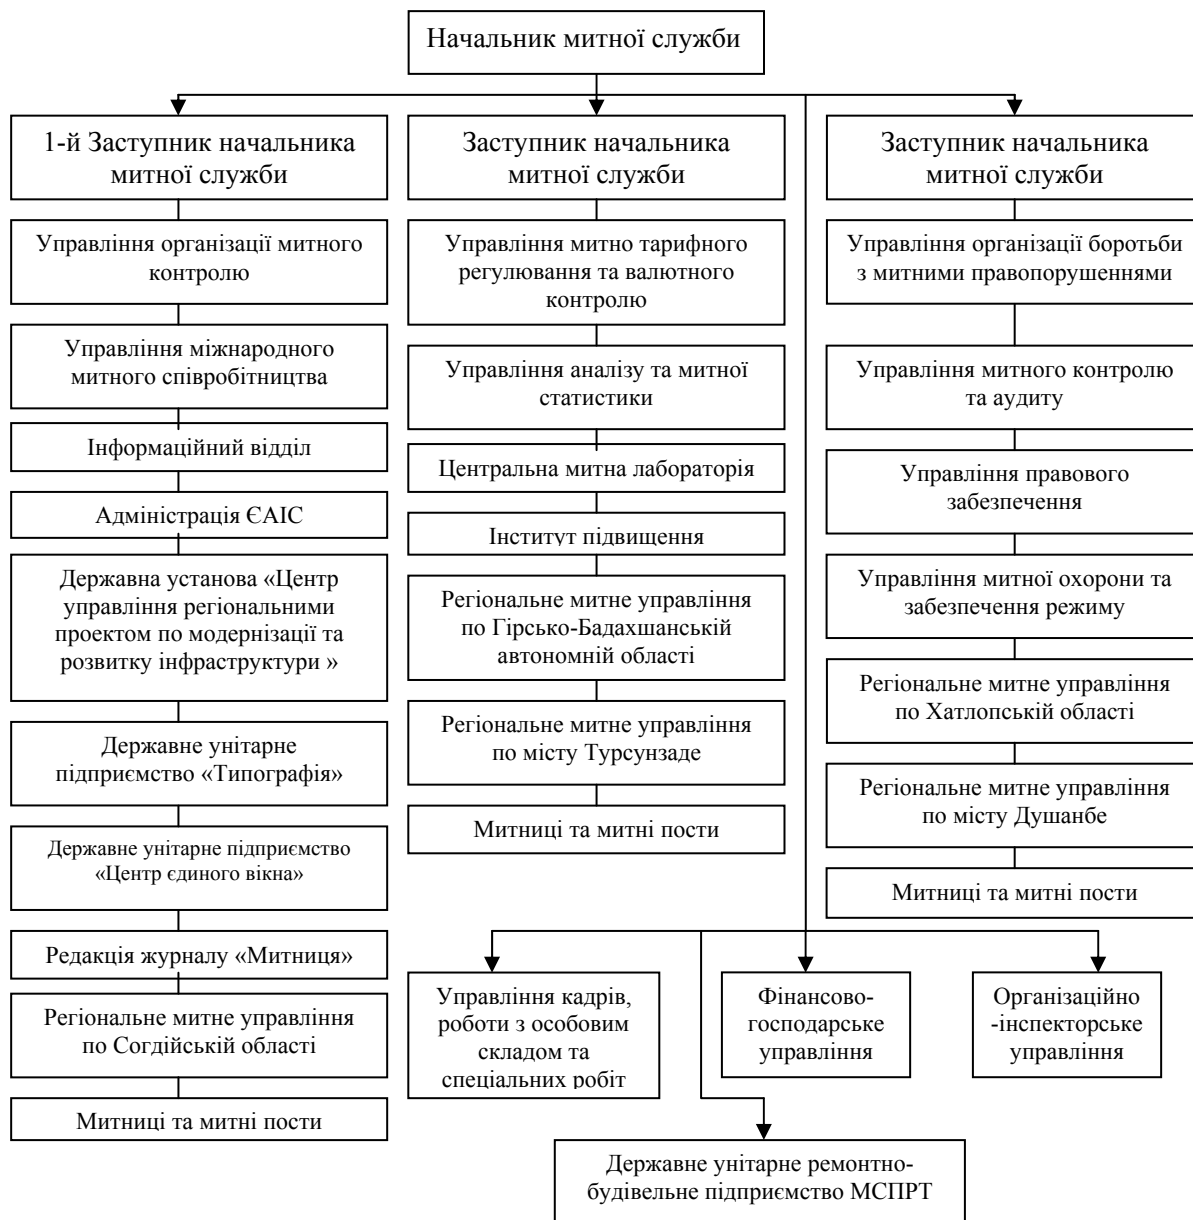 Начальник митної служби
1-й Заступник начальника
митної служби
Управління організації митного
контролю
Управління міжнародного
митного співробітництва
Інформаційний відділ
Адміністрація ЄАІС
Державна установа «Центр
управління регіональними
проектом по модернізації та
розвитку інфраструктури »
Державне унітарне
підприємство «Типографія»
Державне унітарне підприємство
«Центр єдиного вікна»
Редакція журналу «Митниця»
Регіональне митне управління
по Согдійській області
Митниці та митні пости
Заступник начальника
митної служби
Управління митно тарифного
регулювання та валютного
контролю
Управління аналізу та митної
статистики
Центральна митна лабораторія
Інститут підвищення
Регіональне митне управління
по Гірсько-Бадахшанській
автономній області
Регіональне митне управління
по місту Турсунзаде
Митниці та митні пости
Заступник начальника
митної служби
Управління організації боротьби
з митними правопорушеннями
Управління митного контролю
та аудиту
Управління правового
забезпечення
Управління митної охорони та
забезпечення режиму
Регіональне митне управління
по Хатлопській області
Регіональне митне управління
по місту Душанбе
Митниці та митні пости
Управління кадрів,
роботи з особовим
складом та
спеціальних робіт
Фінансово-
господарське
управління
Організаційно
-інспекторське
управління
Державне унітарне ремонтно-
будівельне підприємство МСПРТ